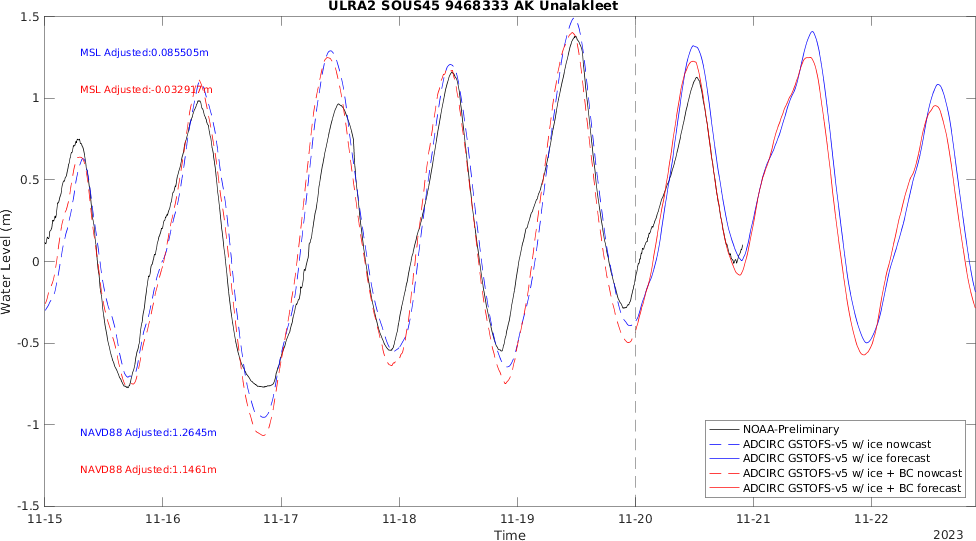 ULRA2 SOUS45 9468333 AK Unalakleet
1.5
1
0.5
0
-0.5
-1
-1.5
Water Level (m)
MSL Adjusted:0.085505m
MSL Adjusted:-0.032917m
NAVD88 Adjusted:1.2645m
NAVD88 Adjusted:1.1461m
NOAA-Preliminary
ADCIRC GSTOFS-v5 w/ ice nowcast
ADCIRC GSTOFS-v5 w/ ice forecast
ADCIRC GSTOFS-v5 w/ ice + BC nowcast
ADCIRC GSTOFS-v5 w/ ice + BC forecast
11-15
11-16
11-17
11-18
11-19
11-20
11-21
11-22
Time
2023